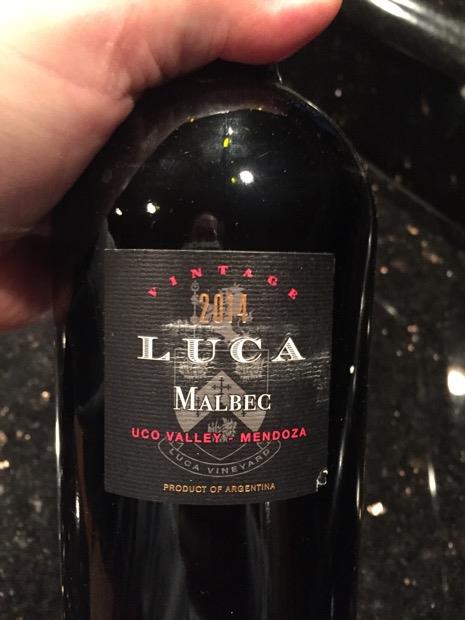 VINTAGE
2014
LUCA
MALBEC
UCO VALLEY - MENDOZA
LUCA VINEYARD
PRODUCT OF ARGENTINA